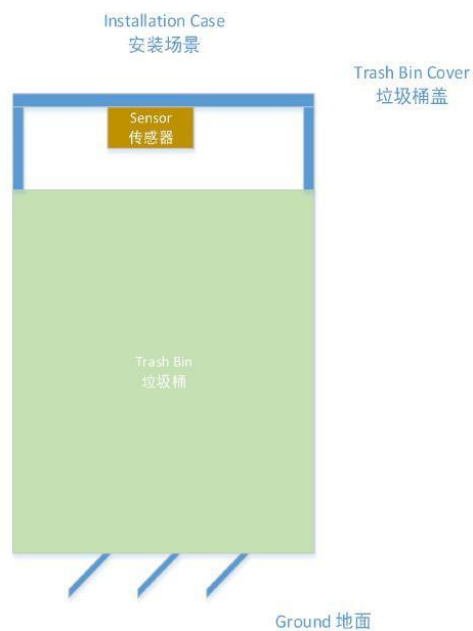 Installation Case
安装场景
Trash Bin Cover
垃圾桶盖
Sensor
传感器
Trash Bin
垃圾桶
Ground 地面